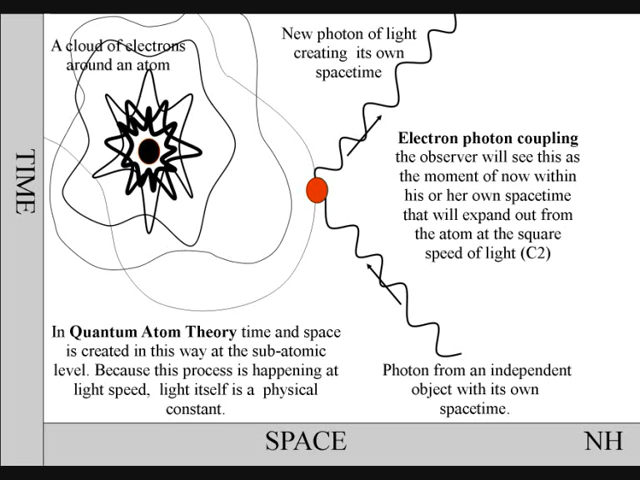 A cloud of electrons
around an atom
New photon of light
creating its own
spacetime
Electron photon coupling
the observer will see this as
the moment of now within
his or her own spacetime
that will expand out from
the atom at the square
speed of light (C2)
TIME
In Quantum Atom Theory time and space
is created in this way at the sub-atomic
level. Because this process is happening at
light speed, light itself is a physical
constant.
Photon from an independent
object with its own
spacetime.
SPACE
NH